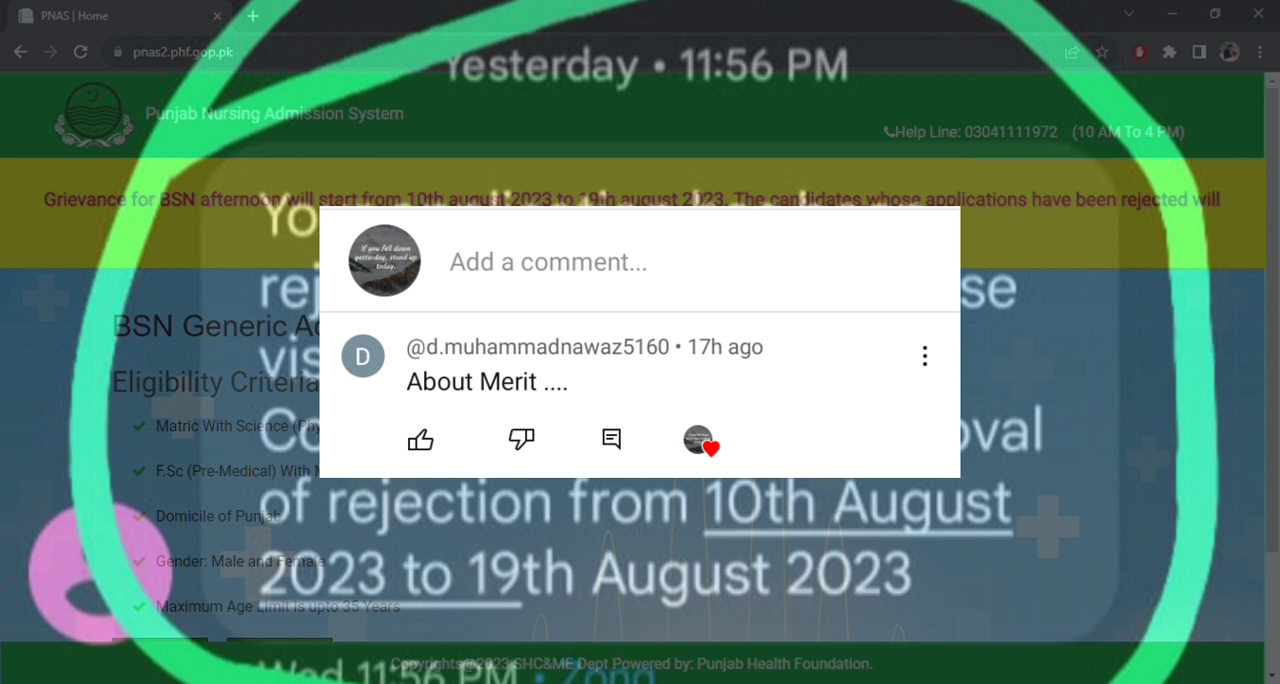 PNAS | Home
pnas2.phf.gop.pk
Yesterday • 11:56 PM
Punjab Nursing Admission System
Help Line: 03041111972 (10 AM To 4 PM)
Grievance for BSN afternoon will start from 10th august 2023 to 19th august 2023. The candidates whose applications have been rejected will
If you fell down
yesterday, stand up
today.
Add a comment...
BSN Generic
D
@d.muhammadnawaz5160 • 17h ago
About Merit ....
Eligibility Criteria
Matric With Science
F.Sc (Pre-Medical) With
of rejection from 10th August
Domicile of Punjab
Gender: Male and Female
2023 to 19th August 2023
Maximum Age Limit is upto 35 Years
Copyrights@2023 SHC&ME Dept Powered by: Punjab Health Foundation.
Wed 11:56 PM • Zong